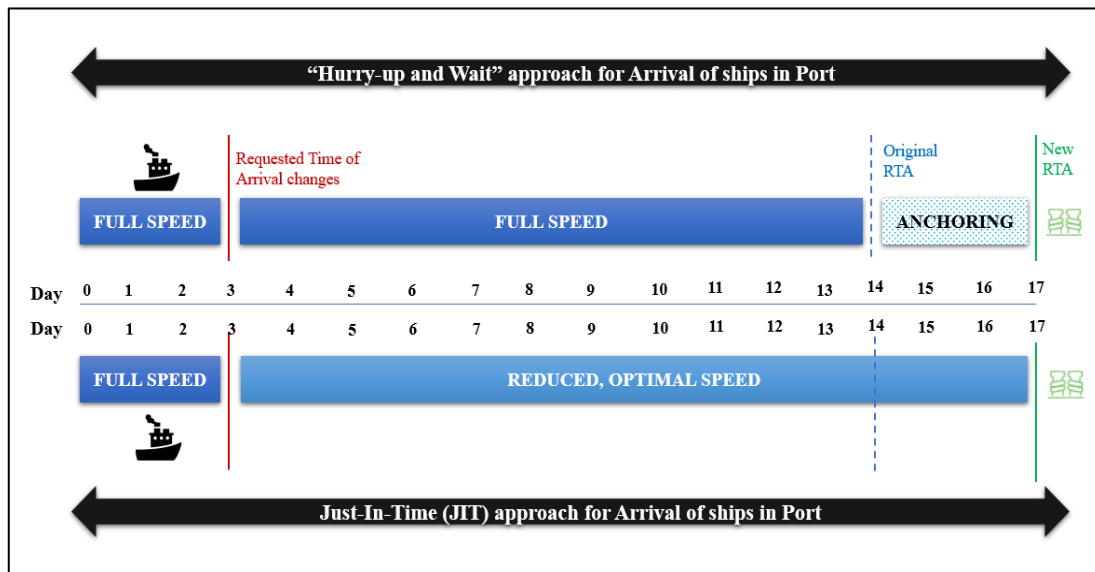 “Hurry-up and Wait” approach for Arrival of ships in Port
Requested Time of
Arrival changes
Original
RTA
New
RTA
FULL SPEED
FULL SPEED
ANCHORING
Day 0 1 2 3 4 5 6 7 8 9 10 11 12 13 14 15 16 17
Day 0 1 2 3 4 5 6 7 8 9 10 11 12 13 14 15 16 17
FULL SPEED
REDUCED, OPTIMAL SPEED
Just-In-Time (JIT) approach for Arrival of ships in Port